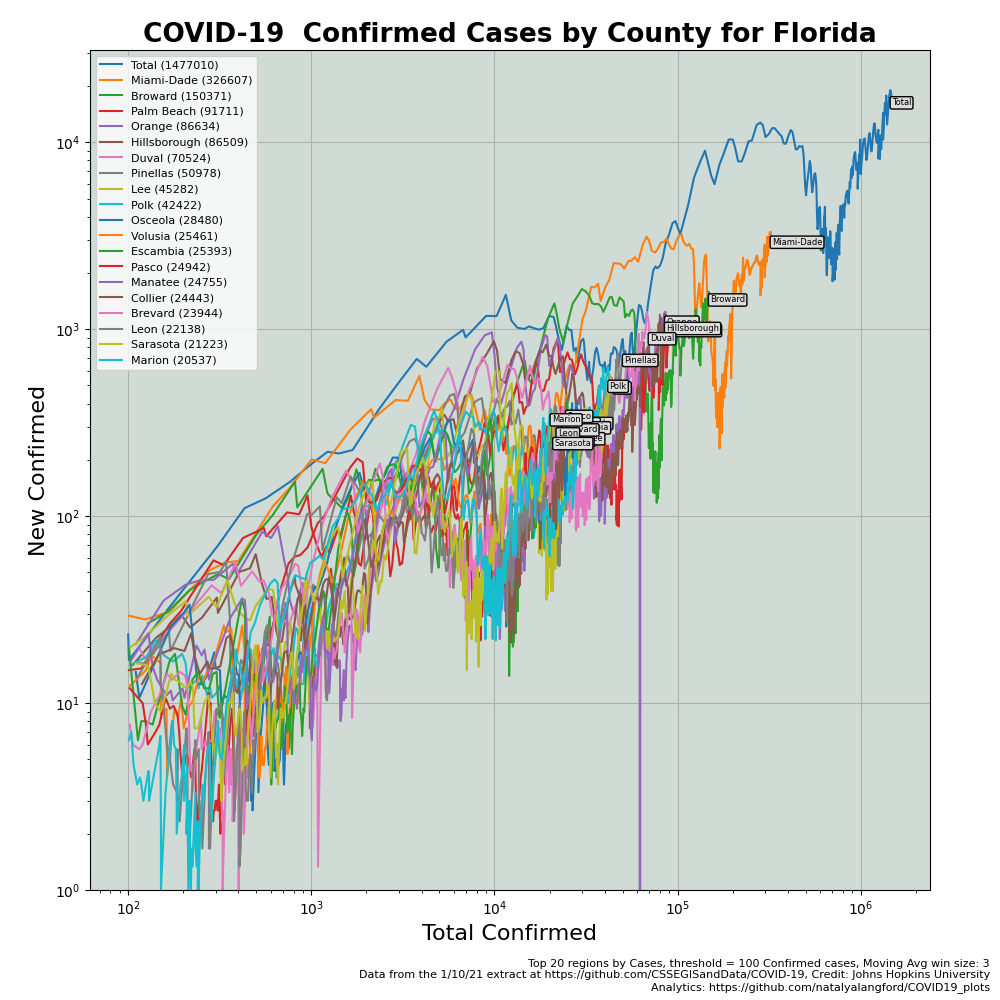 COVID-19  Confirmed Cases by County for Florida
Total (1477010)
Miami-Dade (326607)
Broward (150371)
Palm Beach (91711)
Orange (86634)
Hillsborough (86509)
Duval (70524)
Pinellas (50978)
Lee (45282)
Polk (42422)
Osceola (28480)
Volusia (25461)
Escambia (25393)
Pasco (24942)
Manatee (24755)
Collier (24443)
Brevard (23944)
Leon (22138)
Sarasota (21223)
Marion (20537)
Total
Miami-Dade
Broward
Hillsborough
Duval
Pinellas
Polk
Marion
Leon
Sarasota
New Confirmed
10⁴
10³
10²
10¹
10⁰
10² 10³ 10⁴ 10⁵ 10⁶
Total Confirmed
Top 20 regions by Cases, threshold = 100 Confirmed cases, Moving Avg win size: 3
Data from the 1/10/21 extract at https://github.com/CSSEGISandData/COVID-19, Credit: Johns Hopkins University
Analytics: https://github.com/natalyalangford/COVID19_plots